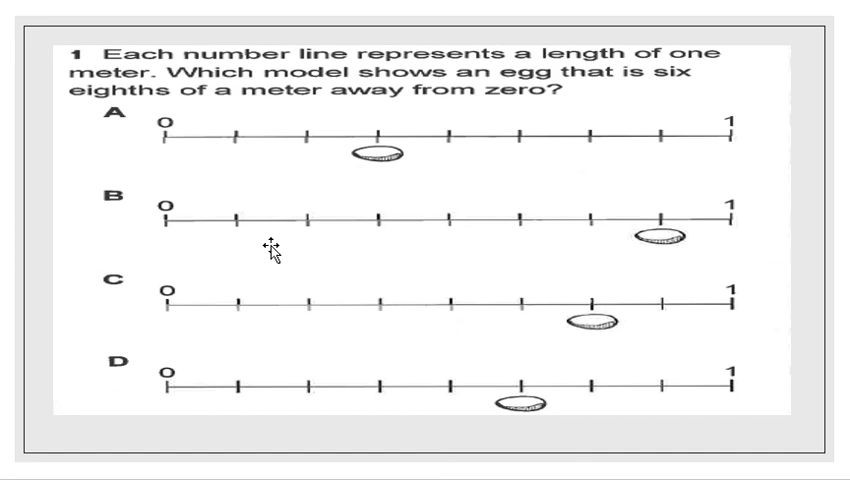 1 Each number line represents a length of one
meter. Which model shows an egg that is six
eighths of a meter away from zero?
A
0 1
B
0 1
C
0 1
D
0 1